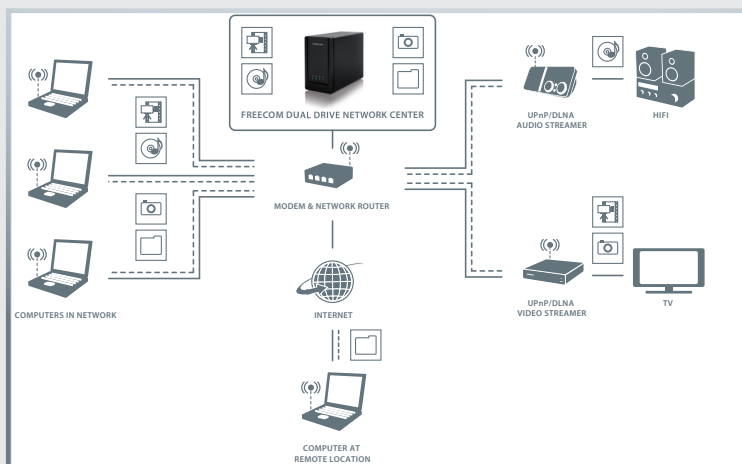 FREECOM DUAL DRIVE NETWORK CENTER
UPnP/DLNA
AUDIO STREAMER
HIFI
MODEM & NETWORK ROUTER
COMPUTERS IN NETWORK
INTERNET
UPnP/DLNA
VIDEO STREAMER
TV
COMPUTER AT
REMOTE LOCATION